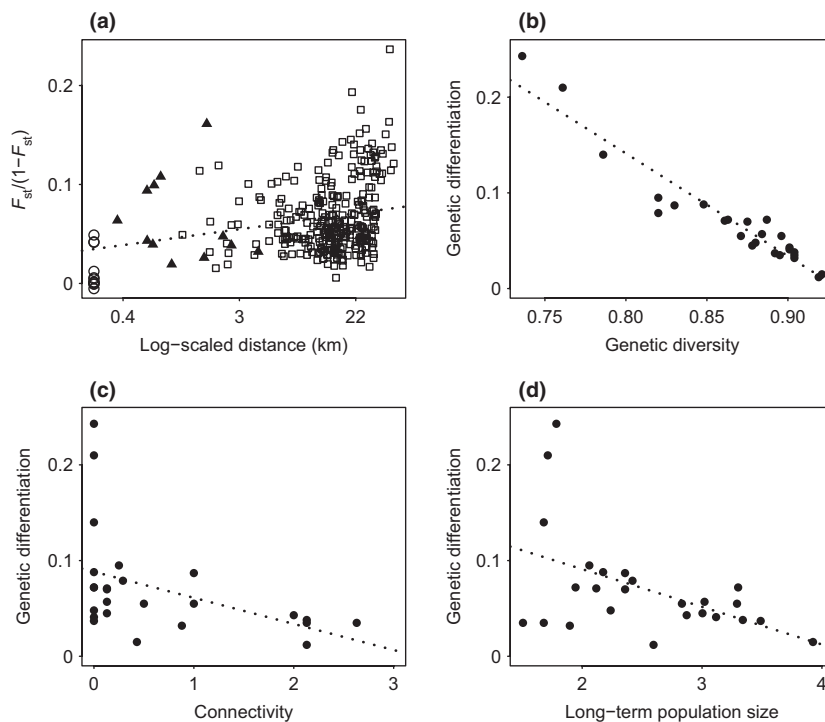 (a)
F_st/(1−F_st)
0.2
0.1
0
0.4
3
22
Log−scaled distance (km)
(b)
Genetic differentiation
0.2
0.1
0
0.75
0.80
0.85
0.90
Genetic diversity
(c)
Genetic differentiation
0.2
0.1
0
0
1
2
3
Connectivity
(d)
Genetic differentiation
0.2
0.1
0
2
3
4
Long−term population size